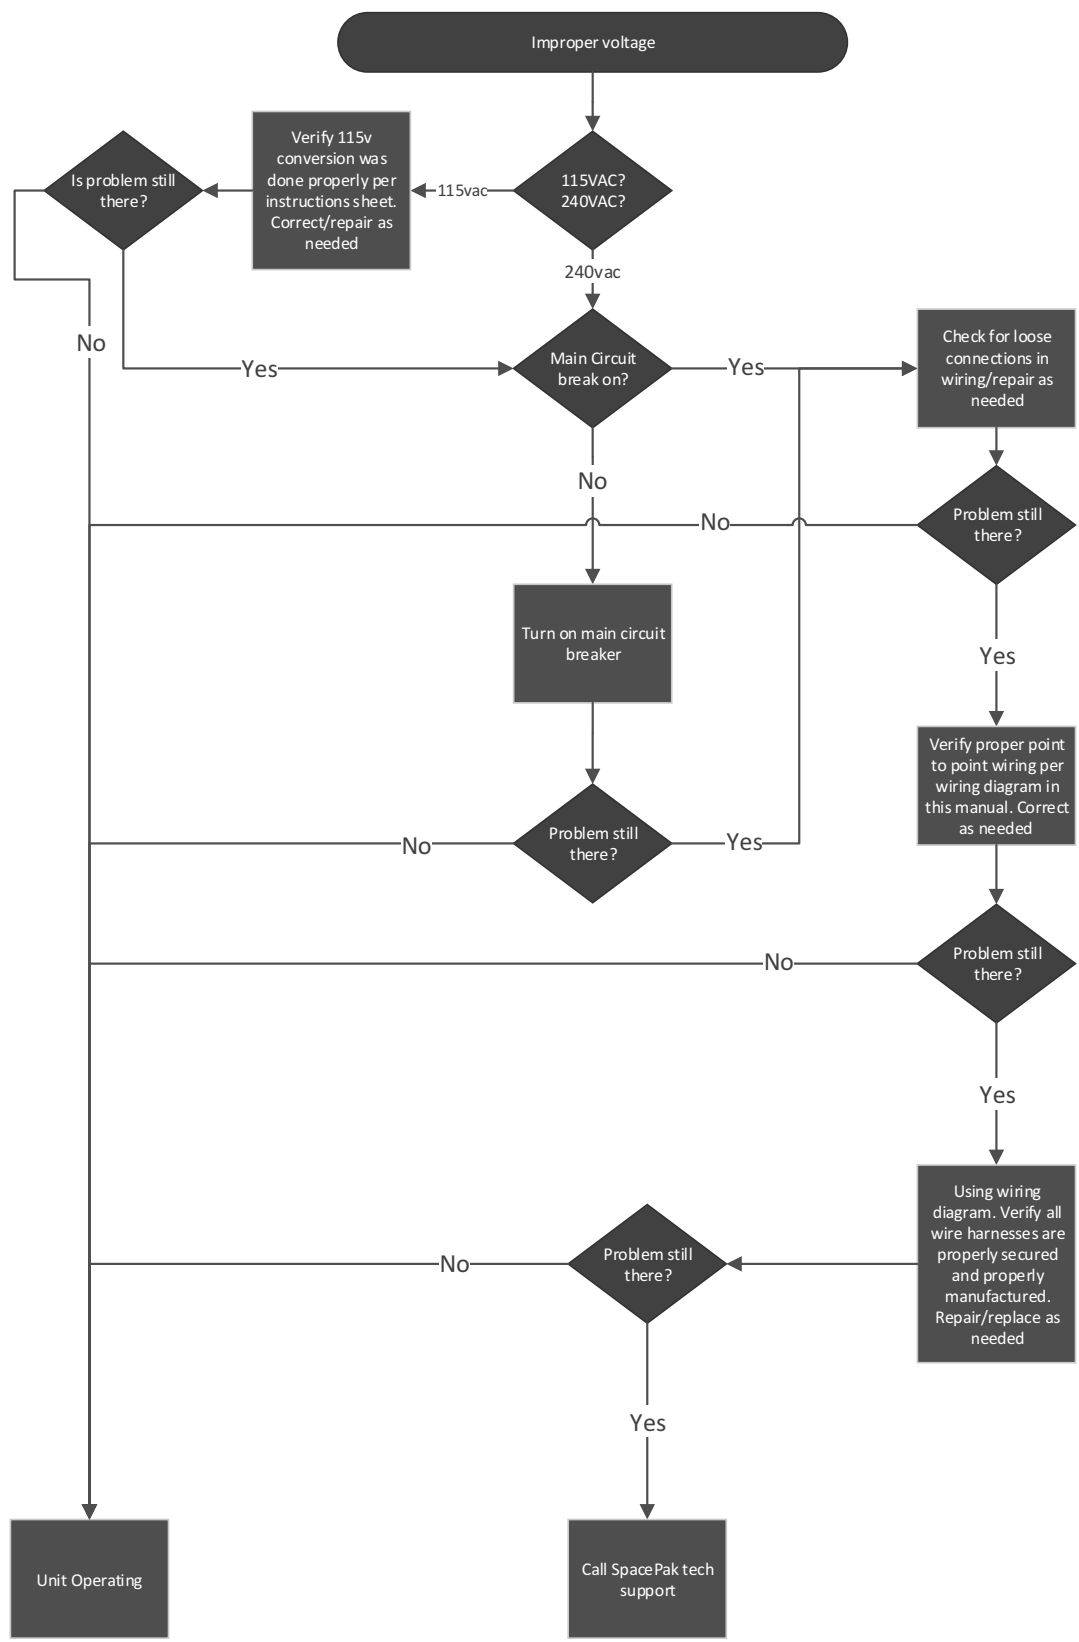 Improper voltage
Verify 115v
conversion was
done properly per
instructions sheet.
Correct/repair as
needed
Is problem still
there?
115vac
115VAC?
240VAC?
240vac
No
Yes
Main Circuit
break on?
Yes
Check for loose
connections in
wiring/repair as
needed
No
No
Problem still
there?
Turn on main circuit
breaker
Yes
Verify proper point
to point wiring per
wiring diagram in
this manual. Correct
as needed
No
Problem still
there?
Yes
No
Problem still
there?
Yes
Using wiring
diagram. Verify all
wire harnesses are
properly secured
and properly
manufactured.
Repair/replace as
needed
Problem still
there?
No
Yes
Unit Operating
Call SpacePak tech
support